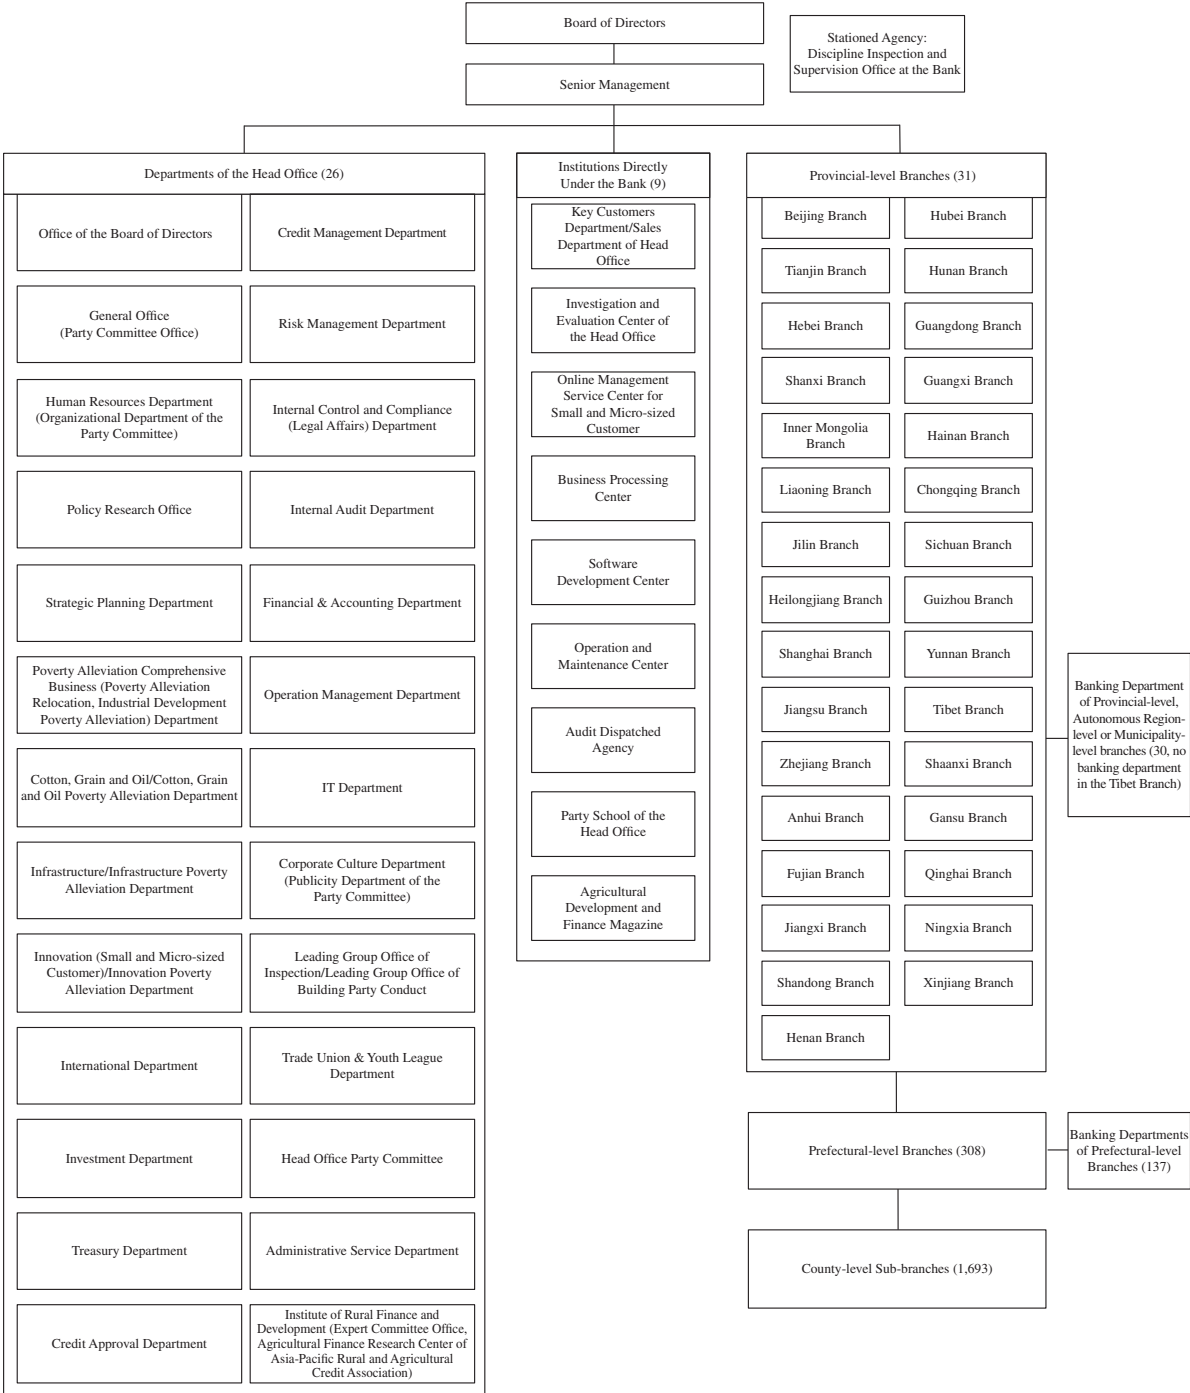 Board of Directors
Stationed Agency:
Discipline Inspection and
Supervision Office at the Bank
Senior Management
Departments of the Head Office (26)
Office of the Board of Directors
Credit Management Department
General Office
(Party Committee Office)
Risk Management Department
Human Resources Department
(Organizational Department of the
Party Committee)
Internal Control and Compliance
(Legal Affairs) Department
Policy Research Office
Internal Audit Department
Strategic Planning Department
Financial & Accounting Department
Poverty Alleviation Comprehensive
Business (Poverty Alleviation
Relocation, Industrial Development
Poverty Alleviation) Department
Operation Management Department
Cotton, Grain and Oil/Cotton, Grain
and Oil Poverty Alleviation Department
IT Department
Infrastructure/Infrastructure Poverty
Alleviation Department
Corporate Culture Department
(Publicity Department of the
Party Committee)
Innovation (Small and Micro-sized
Customer)/Innovation Poverty
Alleviation Department
Leading Group Office of
Inspection/Leading Group Office of
Building Party Conduct
International Department
Trade Union & Youth League
Department
Investment Department
Head Office Party Committee
Treasury Department
Administrative Service Department
Credit Approval Department
Institute of Rural Finance and
Development (Expert Committee Office,
Agricultural Finance Research Center of
Asia-Pacific Rural and Agricultural
Credit Association)
Institutions Directly
Under the Bank (9)
Key Customers
Department/Sales
Department of Head
Office
Investigation and
Evaluation Center of
the Head Office
Online Management
Service Center for
Small and Micro-sized
Customer
Business Processing
Center
Software
Development Center
Operation and
Maintenance Center
Audit Dispatched
Agency
Party School of the
Head Office
Agricultural
Development and
Finance Magazine
Provincial-level Branches (31)
Beijing Branch
Hubei Branch
Tianjin Branch
Hunan Branch
Hebei Branch
Guangdong Branch
Shanxi Branch
Guangxi Branch
Inner Mongolia
Branch
Hainan Branch
Liaoning Branch
Chongqing Branch
Jilin Branch
Sichuan Branch
Heilongjiang Branch
Guizhou Branch
Shanghai Branch
Yunnan Branch
Jiangsu Branch
Tibet Branch
Zhejiang Branch
Shaanxi Branch
Anhui Branch
Gansu Branch
Fujian Branch
Qinghai Branch
Jiangxi Branch
Ningxia Branch
Shandong Branch
Xinjiang Branch
Henan Branch
Banking Department
of Provincial-level,
Autonomous Region-
level or Municipality-
level branches (30, no
banking department
in the Tibet Branch)
Prefectural-level Branches (308)
Banking Departments
of Prefectural-level
Branches (137)
County-level Sub-branches (1,693)